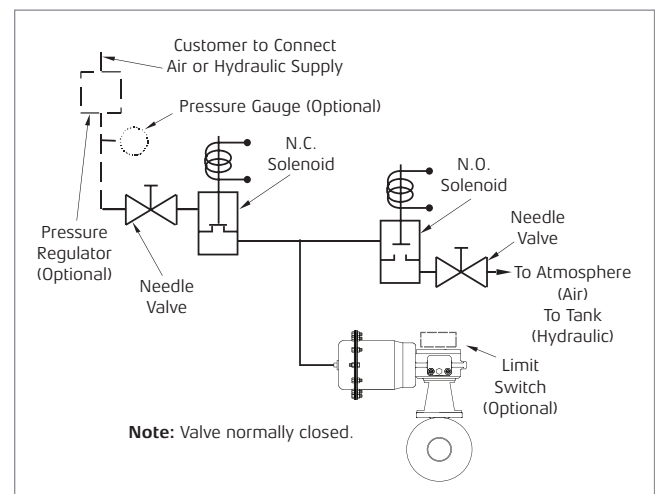 Customer to Connect
Air or Hydraulic Supply
Pressure Gauge (Optional)
N.C.
Solenoid
N.O.
Solenoid
Needle
Valve
Pressure
Regulator
(Optional)
Needle
Valve
To Atmosphere
(Air)
To Tank
(Hydraulic)
Limit
Switch
(Optional)
Note: Valve normally closed.